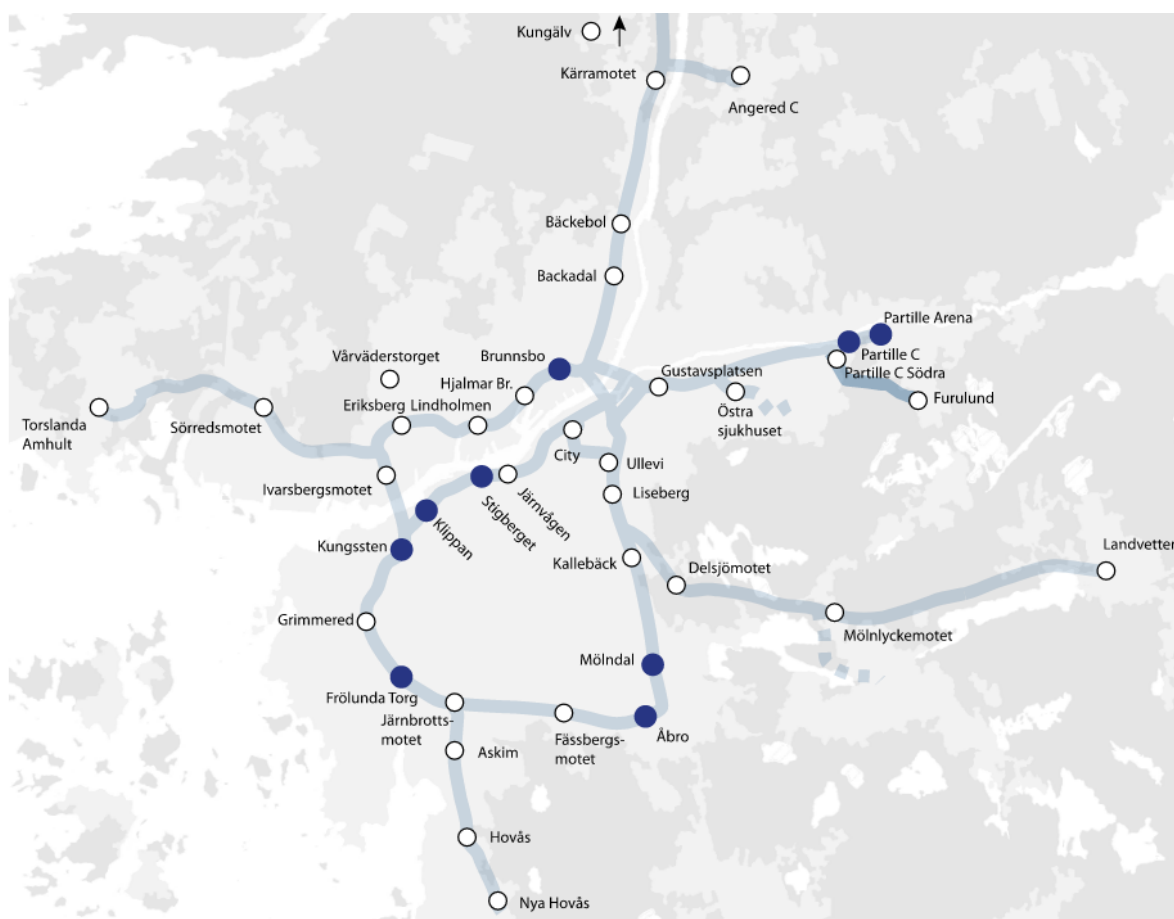 Kungälv
Kärramotet
Angered C
Bäckebol
Backadal
Partille Arena
Brunnsbo
Partille C
Vårväderstorget
Partille C Södra
Gustavsplatsen
Hjalmar Br.
Eriksberg
Lindholmen
Furulund
Torslanda
Amhult
Sörredsmotet
Östra
sjukhuset
City
Ullevi
Ivarsbergsmotet
Liseberg
Järnvågen
Stigberget
Klippan
Kungssten
Kallebäck
Delsjömotet
Landvetter
Grimmered
Mölnlyckemotet
Mölndal
Frölunda Torg
Järnbrotts-
motet
Fässbergs-
motet
Åbro
Askim
Hovås
Nya Hovås